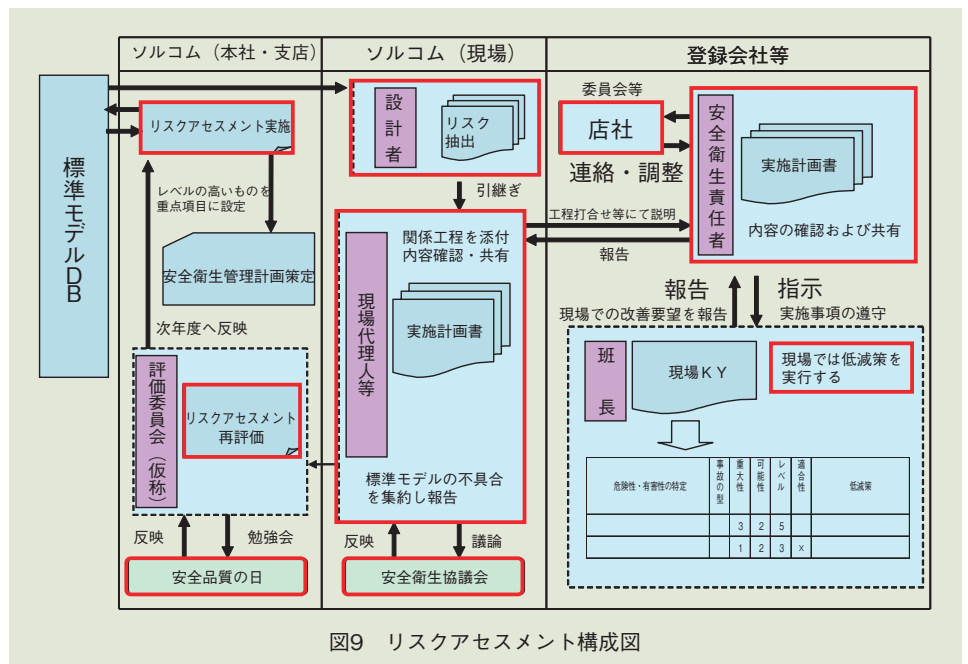 ソルコム（本社・支店）
ソルコム（現場）
登録会社等
標準モデルDB
リスクアセスメント実施
レベルの高いものを
重点項目に設定
安全衛生管理計画策定
次年度へ反映
評価委員会（仮称）
リスクアセスメント
再評価
反映
勉強会
安全品質の日
設計者
リスク
抽出
引継ぎ
現場代理人等
関係工程を添付
内容確認・共有
実施計画書
標準モデルの不具合
を集約し報告
反映
議論
安全衛生協議会
委員会等
店社
連絡・調整
工程打合せ等にて説明
報告
安全衛生責任者
実施計画書
内容の確認および共有
報告
指示
現場での改善要望を報告
実施事項の遵守
班長
現場KY
現場では低減策を
実行する
危険性・有害性の特定 事故の型 重大性 可能性 レベル 適合性 低減策
3 2 5
1 2 3 ×
図9 リスクアセスメント構成図